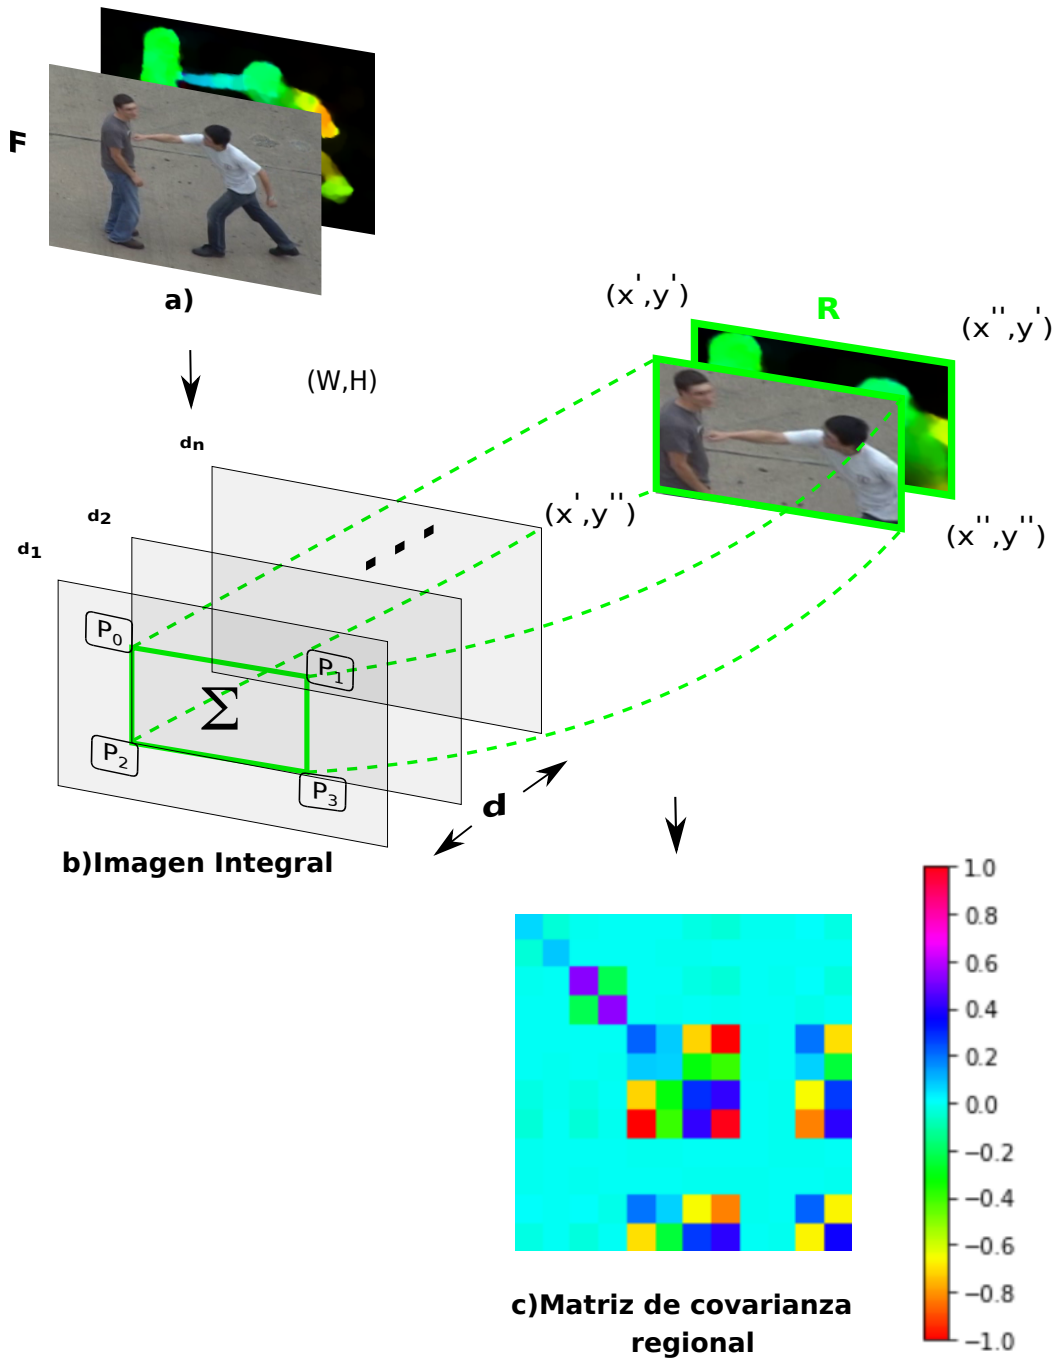 F
a)
(x',y')
R
(x'',y')
(W,H)
dn
d2
(x',y'')
(x'',y'')
d1
P0
P1
Σ
P2
P3
d
b)Imagen Integral
1.0
0.8
0.6
0.4
0.2
0.0
−0.2
−0.4
−0.6
−0.8
−1.0
c)Matriz de covarianza
regional